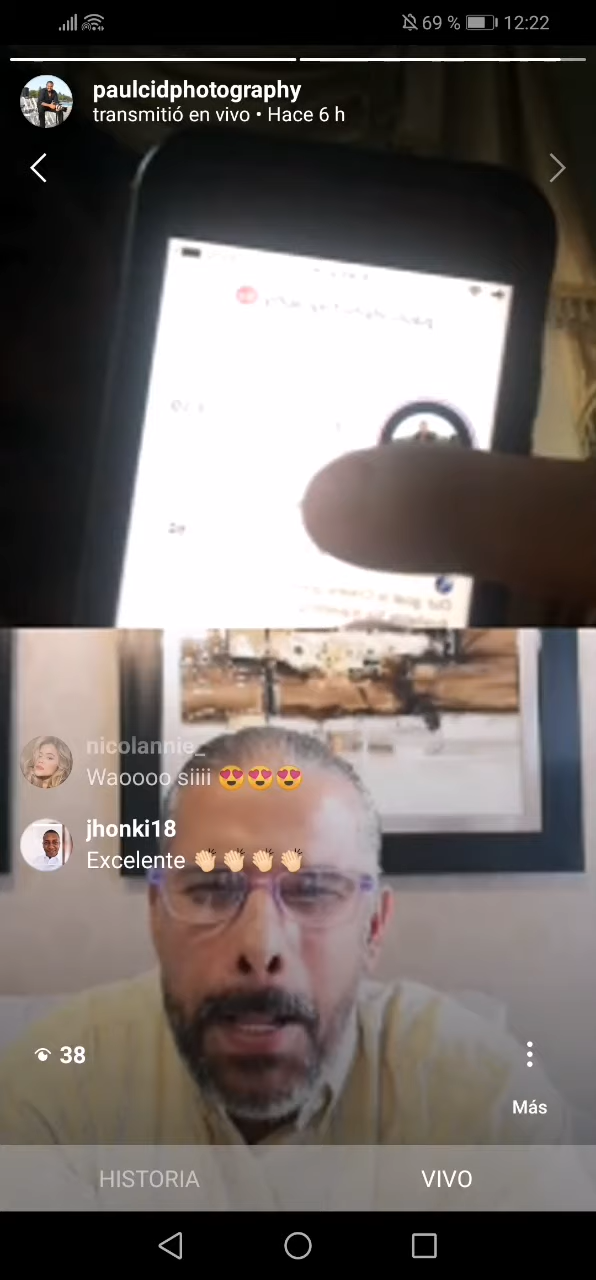 69 % 12:22
paulcidphotography
transmitió en vivo • Hace 6 h
nicolannie_
Waoooo siiii 😍😍😍
jhonki18
Excelente 👏🏻👏🏻👏🏻👏🏻
38
Más
HISTORIA VIVO